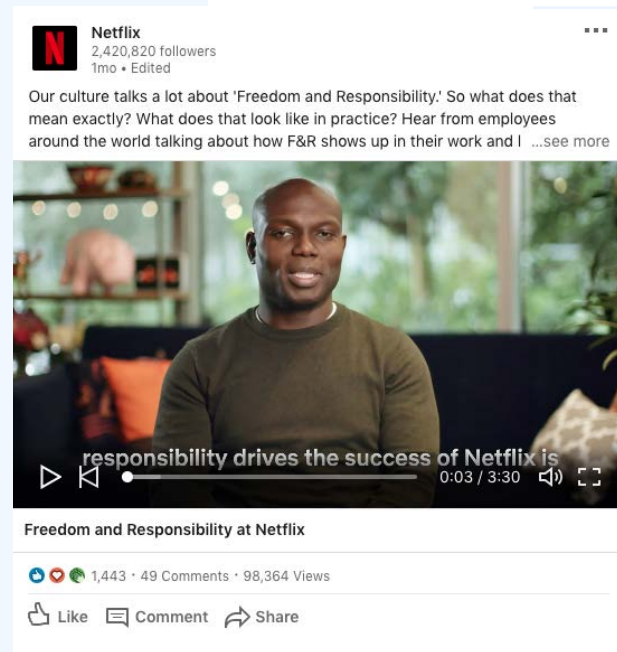 N
Netflix
2,420,820 followers
1mo • Edited
Our culture talks a lot about 'Freedom and Responsibility.' So what does that
mean exactly? What does that look like in practice? Hear from employees
around the world talking about how F&R shows up in their work and l ...see more
responsibility drives the success of Netflix is
0:03 / 3:30
Freedom and Responsibility at Netflix
1,443 · 49 Comments · 98,364 Views
Like Comment Share